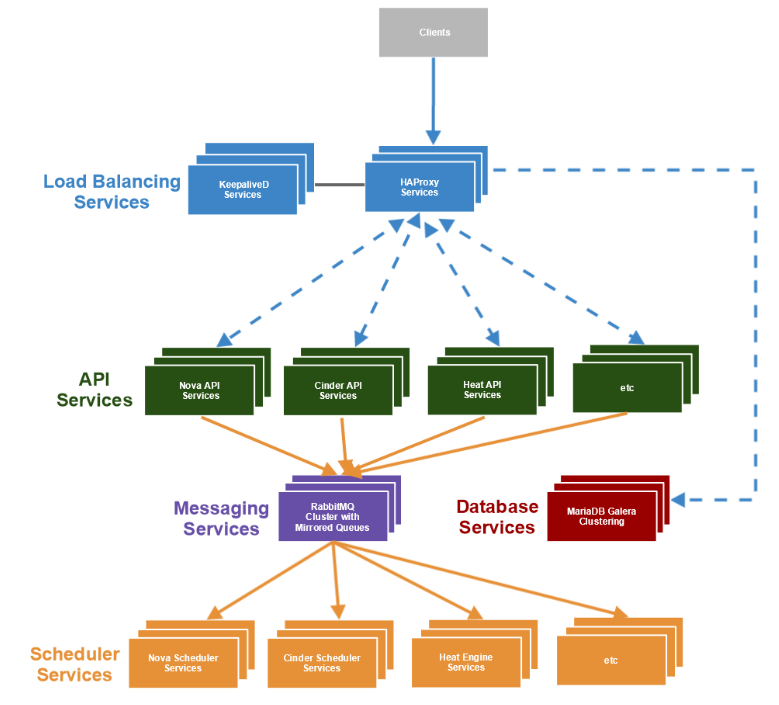 Clients
Load Balancing
Services
KeepaliveD
Services
HAProxy
Services
API
Services
Nova API
Services
Cinder API
Services
Heat API
Services
etc
Messaging
Services
RabbitMQ
Cluster with
Mirrored Queues
Database
Services
MariaDB Galera
Clustering
Scheduler
Services
Nova Scheduler
Services
Cinder Scheduler
Services
Heat Engine
Services
etc